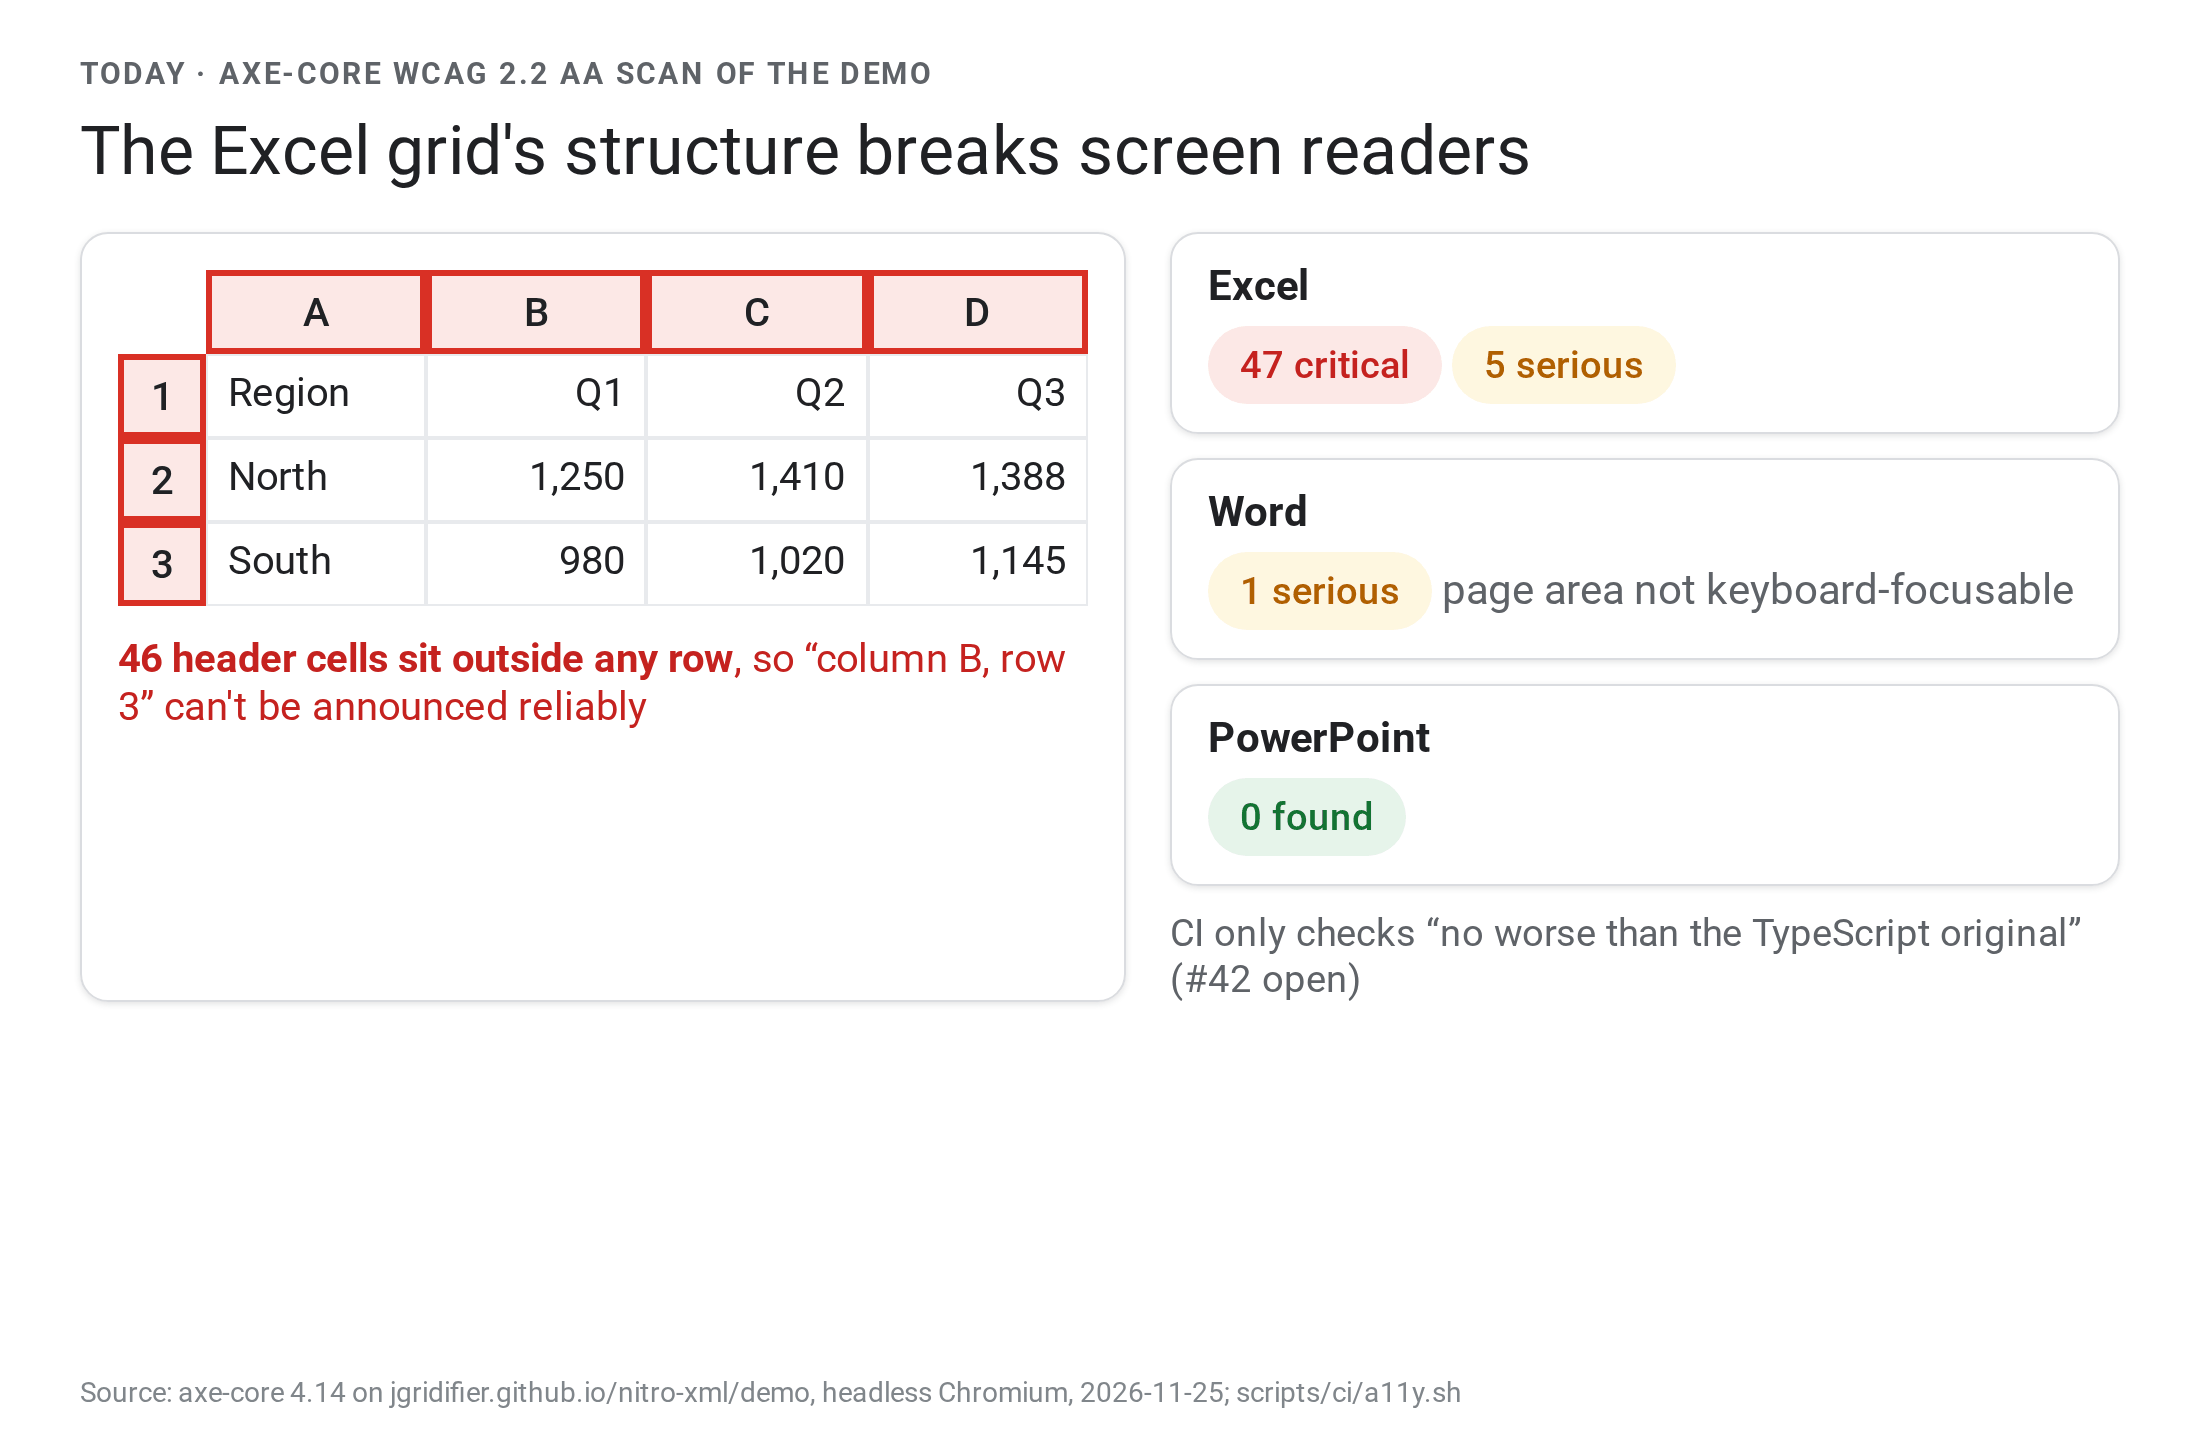 TODAY · AXE-CORE WCAG 2.2 AA SCAN OF THE DEMO
The Excel grid's structure breaks screen readers
A B C D
1 Region Q1 Q2 Q3
2 North 1,250 1,410 1,388
3 South 980 1,020 1,145
46 header cells sit outside any row, so “column B, row
3” can't be announced reliably
Excel
47 critical 5 serious
Word
1 serious page area not keyboard-focusable
PowerPoint
0 found
CI only checks “no worse than the TypeScript original”
(#42 open)
Source: axe-core 4.14 on jgridifier.github.io/nitro-xml/demo, headless Chromium, 2026-11-25; scripts/ci/a11y.sh